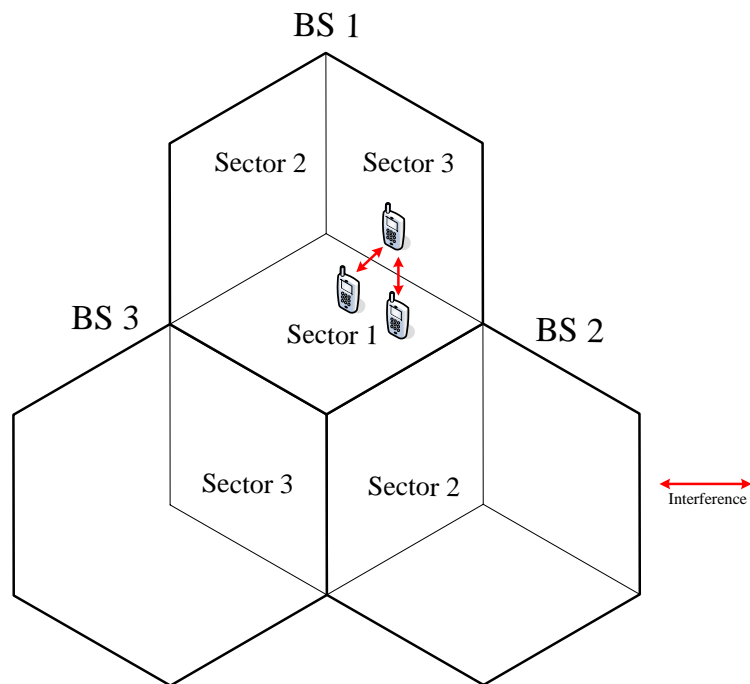 BS 1
Sector 2
Sector 3
BS 3
Sector 1
BS 2
Sector 3
Sector 2
Interference